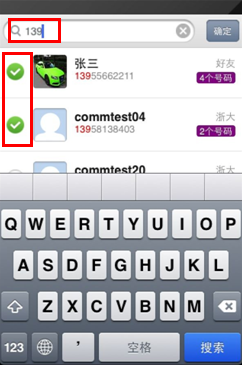 139 确定
张三 好友
13955662211 4个号码
commtest04 浙大
13958138403 2个号码
commtest20 浙大
Q W E R T Y U I O P
A S D F G H J K L
Z X C V B N M
123 , 空格 搜索